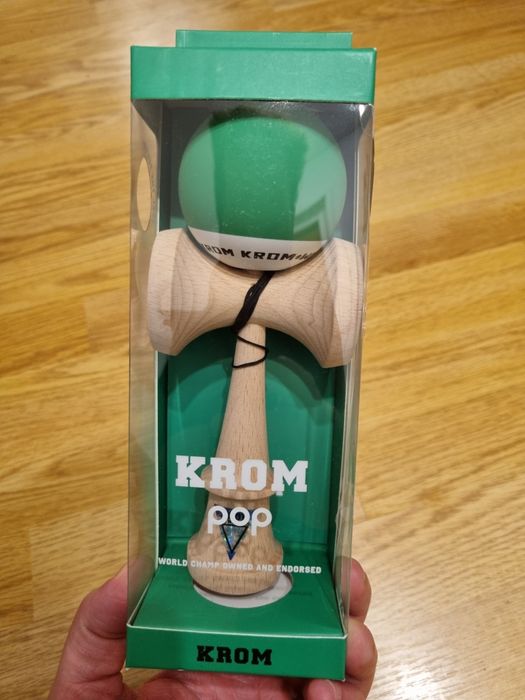 KROM KROM
KROM
pop
WORLD CHAMP OWNED AND ENDORSED
KROM